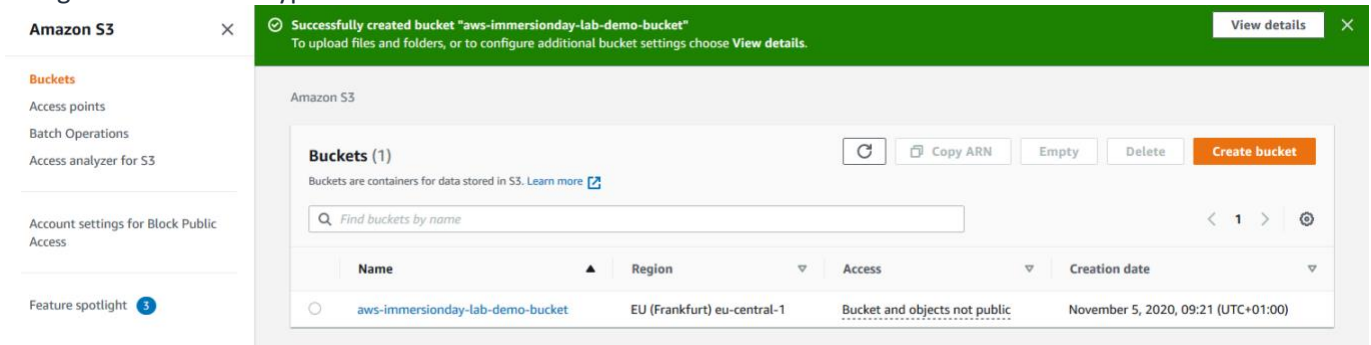 Amazon S3
Successfully created bucket "aws-immersionday-lab-demo-bucket"
To upload files and folders, or to configure additional bucket settings choose View details.
View details
Buckets
Access points
Batch Operations
Access analyzer for S3
Account settings for Block Public
Access
Feature spotlight 3
Amazon S3
Buckets (1)
Copy ARN
Empty
Delete
Create bucket
Buckets are containers for data stored in S3. Learn more
Find buckets by name
1
Name Region Access Creation date
aws-immersionday-lab-demo-bucket EU (Frankfurt) eu-central-1 Bucket and objects not public November 5, 2020, 09:21 (UTC+01:00)